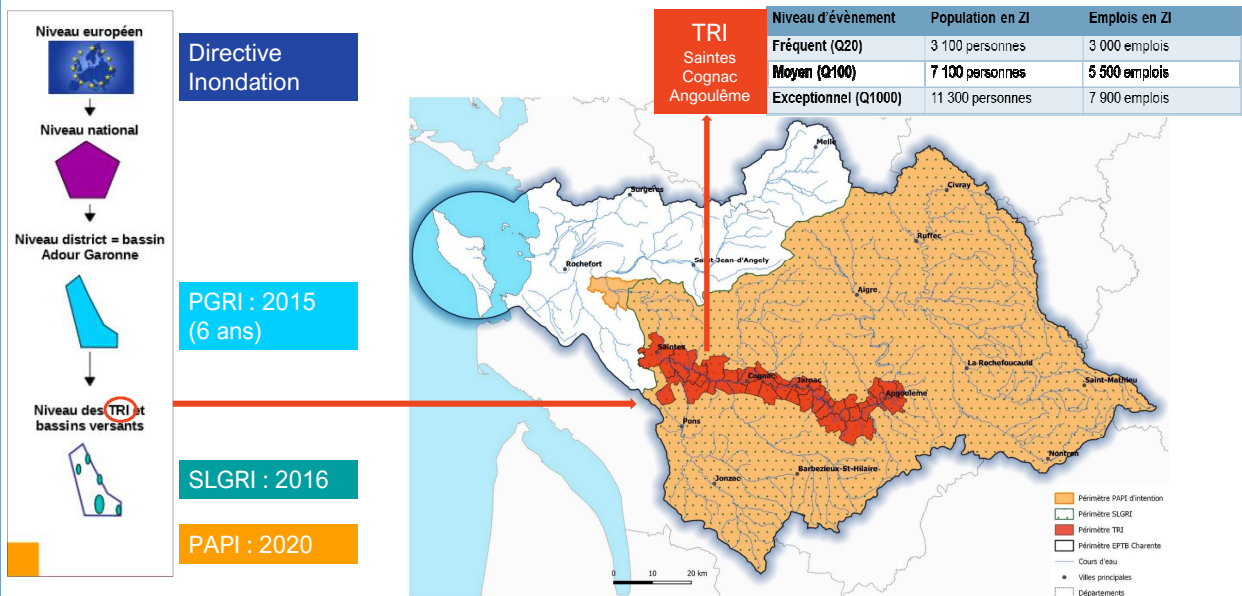 Niveau européen
Niveau national
Niveau district = bassin
Adour Garonne
Niveau des TRI et
bassins versants
Directive
Inondation
PGRI : 2015
(6 ans)
SLGRI : 2016
PAPI : 2020
TRI
Saintes
Cognac
Angoulême
Niveau d'évènement Population en ZI Emplois en ZI
Fréquent (Q20) 3 100 personnes 3 000 emplois
Moyen (Q100) 7 100 personnes 5 500 emplois
Exceptionnel (Q1000) 11 300 personnes 7 900 emplois
Melle
Civray
Surgères
Ruffec
Rochefort
Saint-Jean-d'Angely
Aigre
Saintes
Cognac
Jarnac
La Rochefoucauld
Saint-Mathieu
Angoulême
Pons
Nontron
Barbezieux-St-Hilaire
Jonzac
0 10 20 km
Périmètre PAPI d'intention
Périmètre SLGRI
Périmètre TRI
Périmètre EPTB Charente
Cours d'eau
Villes principales
Départements